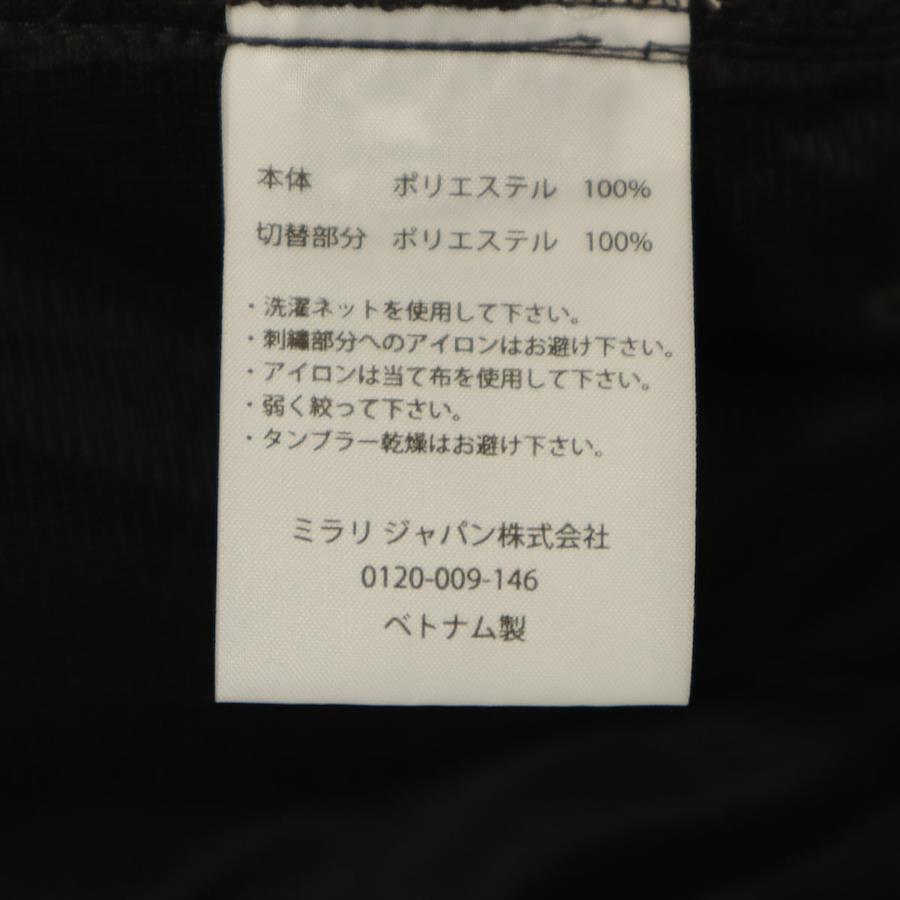 本体 ポリエステル 100%
切替部分 ポリエステル 100%
・洗濯ネットを使用して下さい。
・刺繡部分へのアイロンはお避け下さい。
・アイロンは当て布を使用して下さい。
・弱く絞って下さい。
・タンブラー乾燥はお避け下さい。
ミラリ ジャパン株式会社
0120-009-146
ベトナム製